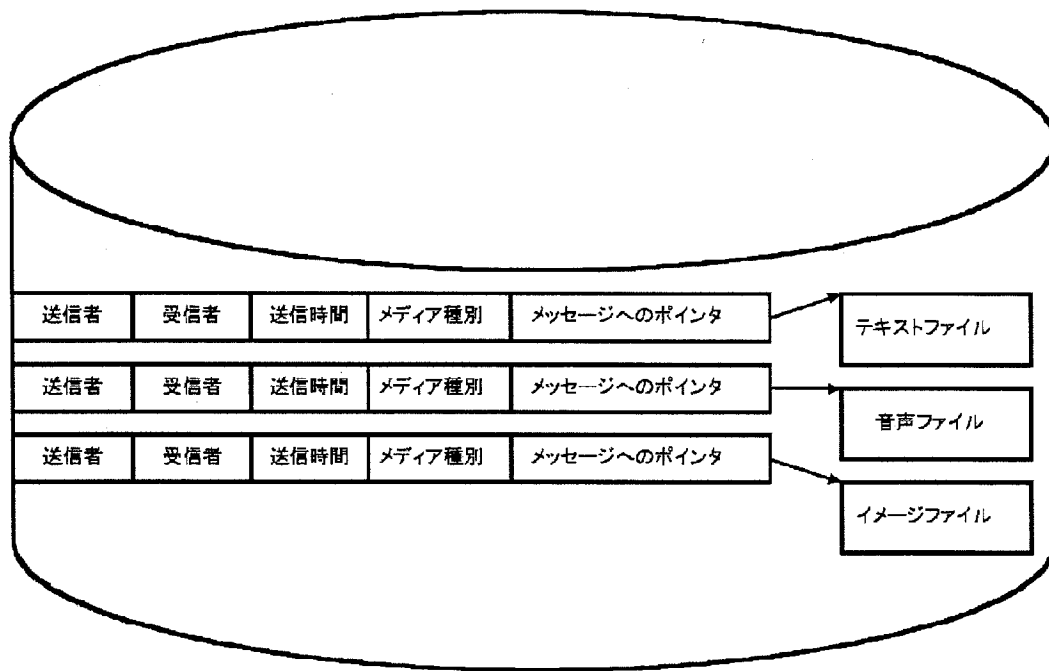 送信者 受信者 送信時間 メディア種別 メッセージへのポインタ テキストファイル
送信者 受信者 送信時間 メディア種別 メッセージへのポインタ 音声ファイル
送信者 受信者 送信時間 メディア種別 メッセージへのポインタ イメージファイル